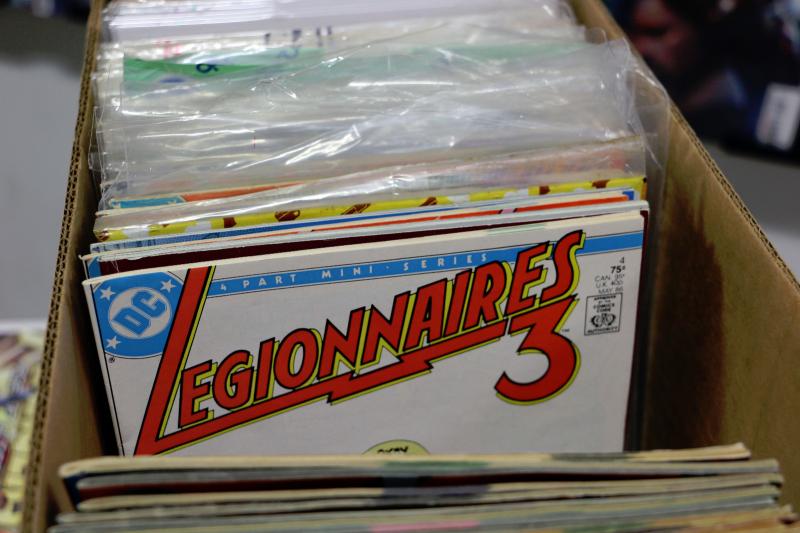 4 PART MINI-SERIES
DC
LEGIONNAIRES
3
4
75¢
CAN. 95¢
U.K. 40p
MAY 86
APPROVED
BY THE
COMICS
CODE
AUTHORITY